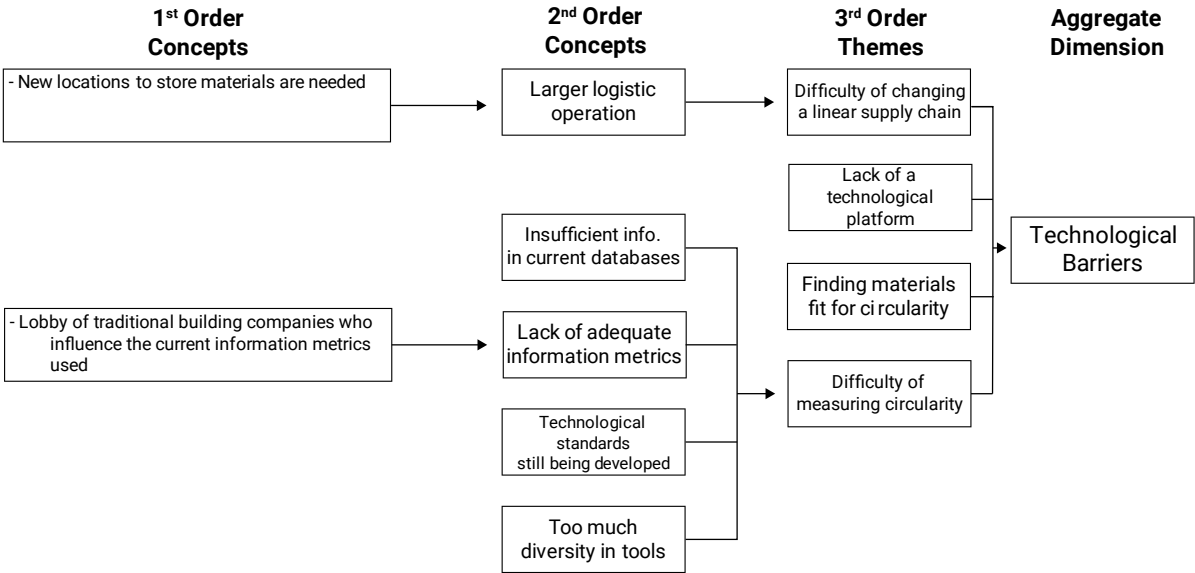 1st Order
Concepts
2nd Order
Concepts
3rd Order
Themes
Aggregate
Dimension
- New locations to store materials are needed
Larger logistic
operation
Difficulty of changing
a linear supply chain
Lack of a
technological
platform
Insufficient info.
in current databases
Technological
Barriers
Finding materials
fit for circularity
- Lobby of traditional building companies who
influence the current information metrics
used
Lack of adequate
information metrics
Difficulty of
measuring circularity
Technological
standards
still being developed
Too much
diversity in tools